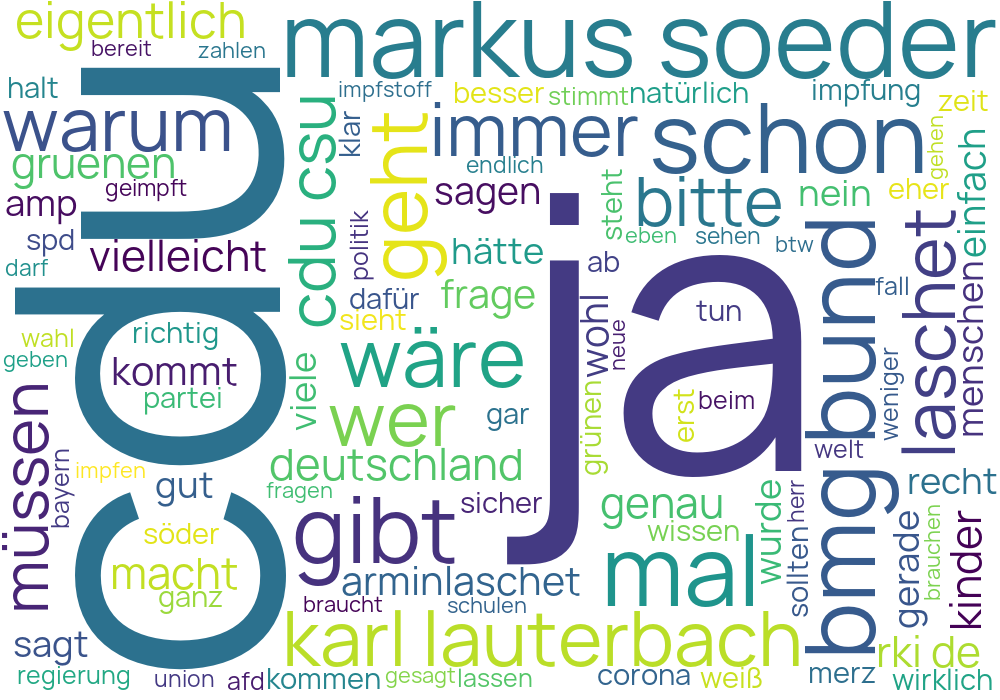 eigentlich
markus soeder
bereit
zahlen
halt
impfstoff
besser
stimmt
natürlich
impfung
zeit
warum
cdu
cdu csu
klar
geht
immer
schon
gehen
einfach
gruenen
endlich
geimpft
sagen
steht
bitte
nein
eher
amp
spd
vielleicht
politik
hätte
ja
eben
sehen
btw
bund
laschet
menschen
darf
ab
dafür
frage
wohl
tun
fall
wahl
richtig
sieht
neue
geben
kommt
wäre
viele
partei
wer
gar
grünen
erst
beim
weniger
müssen
bayern
deutschland
welt
impfen
gut
fragen
gibt
sicher
genau
wissen
wurde
herr
sollten
bmg
recht
gerade
brauchen
kinder
söder
macht
ganz
arminlaschet
mal
braucht
schulen
sagt
karl lauterbach
rki de
regierung
union
afd
kommen
gesagt
lassen
corona
weiß
merz
wirklich